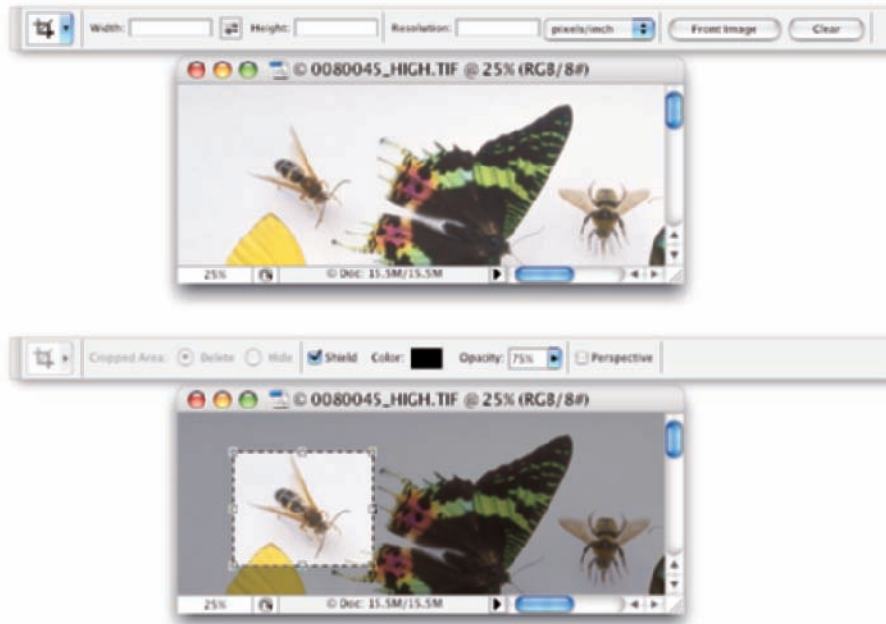 Width: Height: Resolution: pixels/inch Front Image Clear
© 0080045_HIGH.TIF @ 25% (RGB/8#)
25% © Doc: 15.5M/15.5M
Cropped Area: Delete Hide Shield Color: Opacity: 75% Perspective
© 0080045_HIGH.TIF @ 25% (RGB/8#)
25% © Doc: 15.5M/15.5M